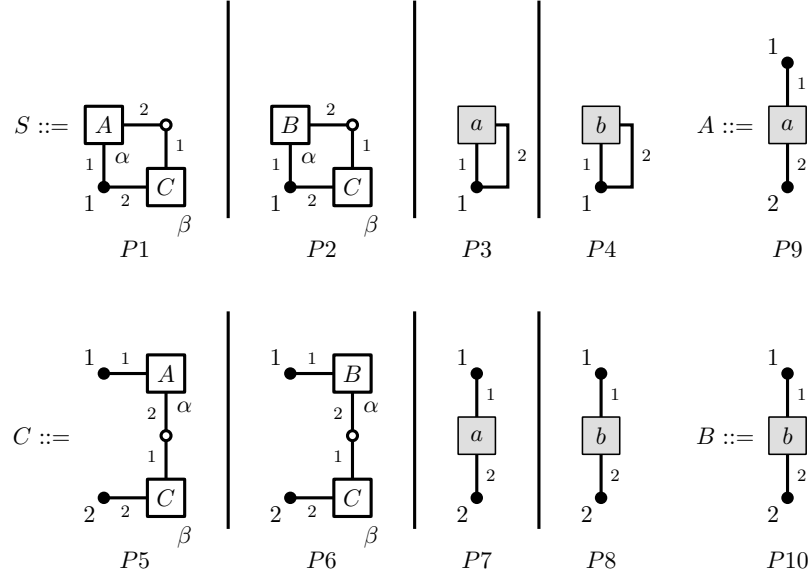 1
2 2 1
S ::= A B a b A ::= a
1 α 1 1 α 1 1 2 1 2 2
1 2 C 1 2 C 1 1 2
β β
P1 P2 P3 P4 P9
1 1 A 1 1 B 1 1 1
2 α 2 α 1 1 1
C ::= a b B ::= b
1 1 2 2 2
2 2 C 2 2 C 2 2 2
β β
P5 P6 P7 P8 P10